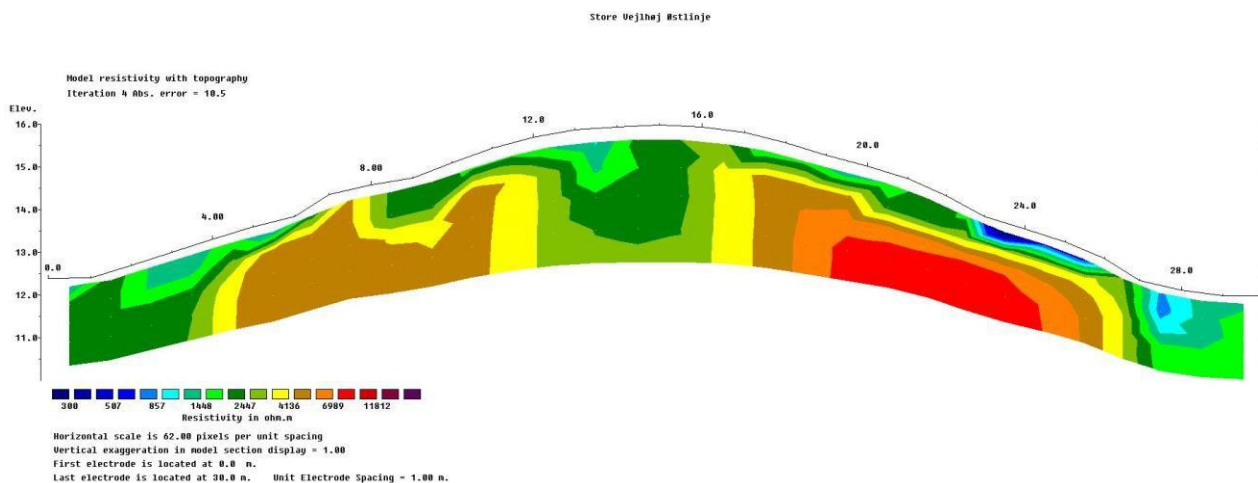 Store Vejlhøj Østlinje
Model resistivity with topography
Iteration 4 Abs. error = 10.5
Elev.
16.0
15.0
14.0
13.0
12.0
11.0
0.0
4.00
8.00
12.0
16.0
20.0
24.0
28.0
300 507 857 1448 2447 4136 6989 11812
Resistivity in ohm.m
Horizontal scale is 62.00 pixels per unit spacing
Vertical exaggeration in model section display = 1.00
First electrode is located at 0.0 m.
Last electrode is located at 30.0 m. Unit Electrode Spacing = 1.00 m.